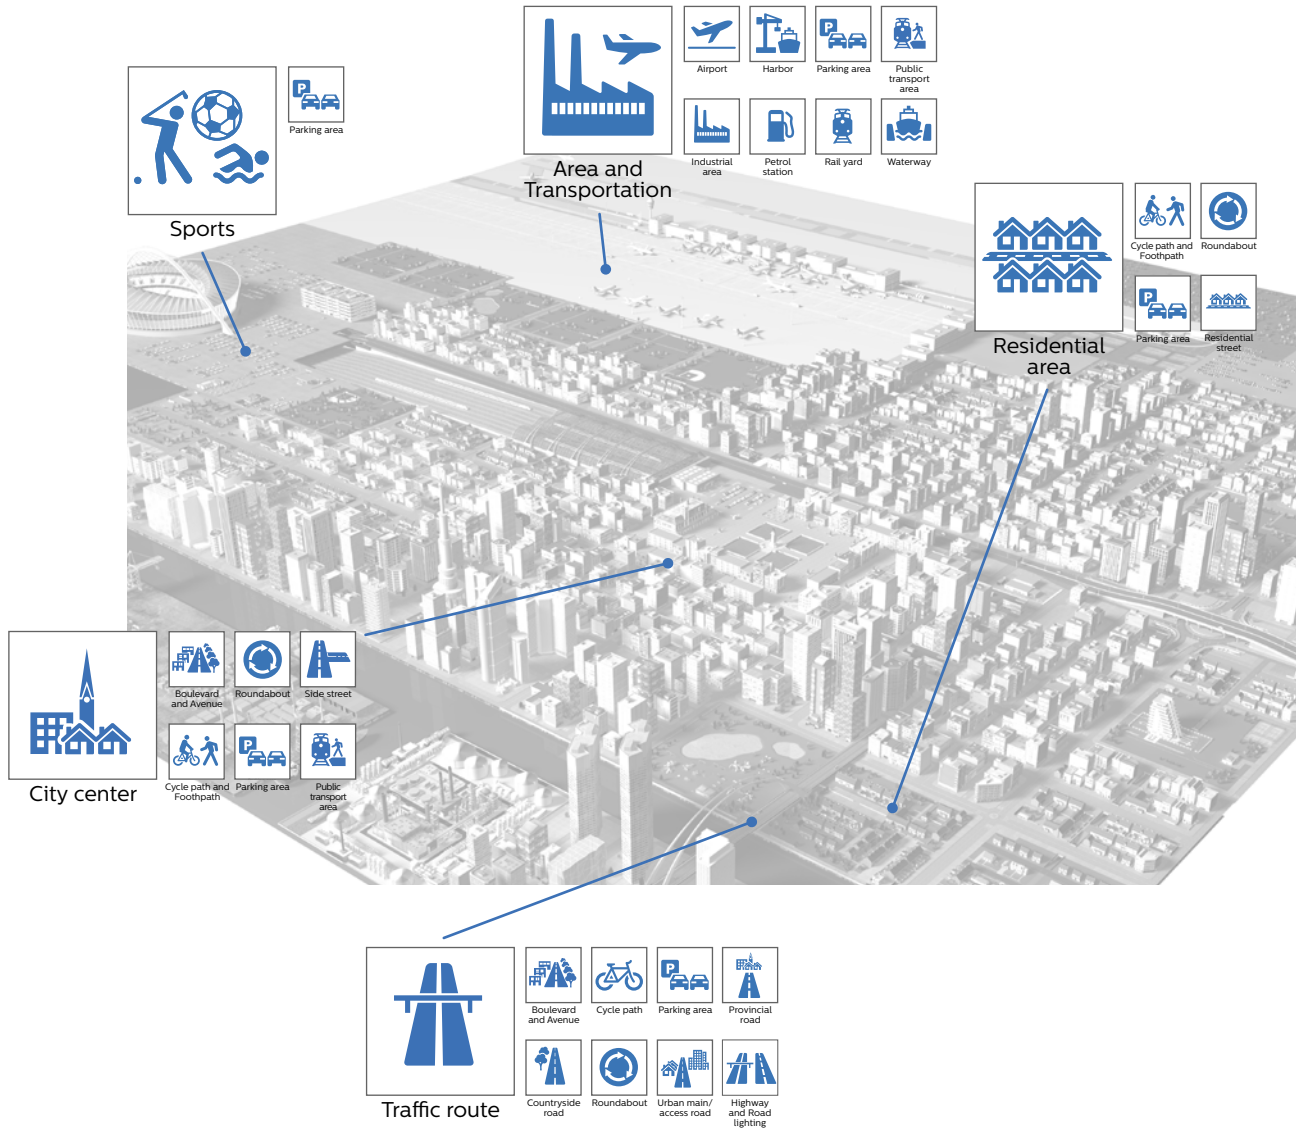 Airport
Harbor
Parking area
Public
transport
area
Industrial
area
Petrol
station
Rail yard
Waterway
Area and
Transportation
P
Parking area
Sports
Cycle path and
Footpath
Roundabout
P
Parking area
Residential
street
Residential
area
Boulevard
and Avenue
Roundabout
Side street
Cycle path and
Footpath
P
Parking area
Public
transport
area
City center
Boulevard
and Avenue
Cycle path
P
Parking area
Provincial
road
Countryside
road
Roundabout
Urban main/
access road
Highway
and Road
lighting
Traffic route
P